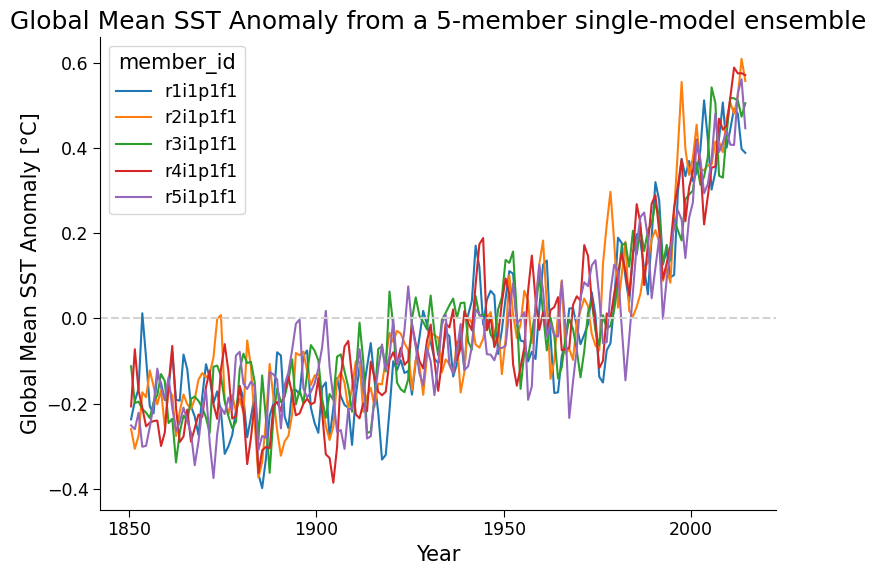 Global Mean SST Anomaly from a 5-member single-model ensemble
member_id
r1i1p1f1
r2i1p1f1
r3i1p1f1
r4i1p1f1
r5i1p1f1
Global Mean SST Anomaly [°C]
0.6
0.4
0.2
0.0
−0.2
−0.4
1850
1900
1950
2000
Year